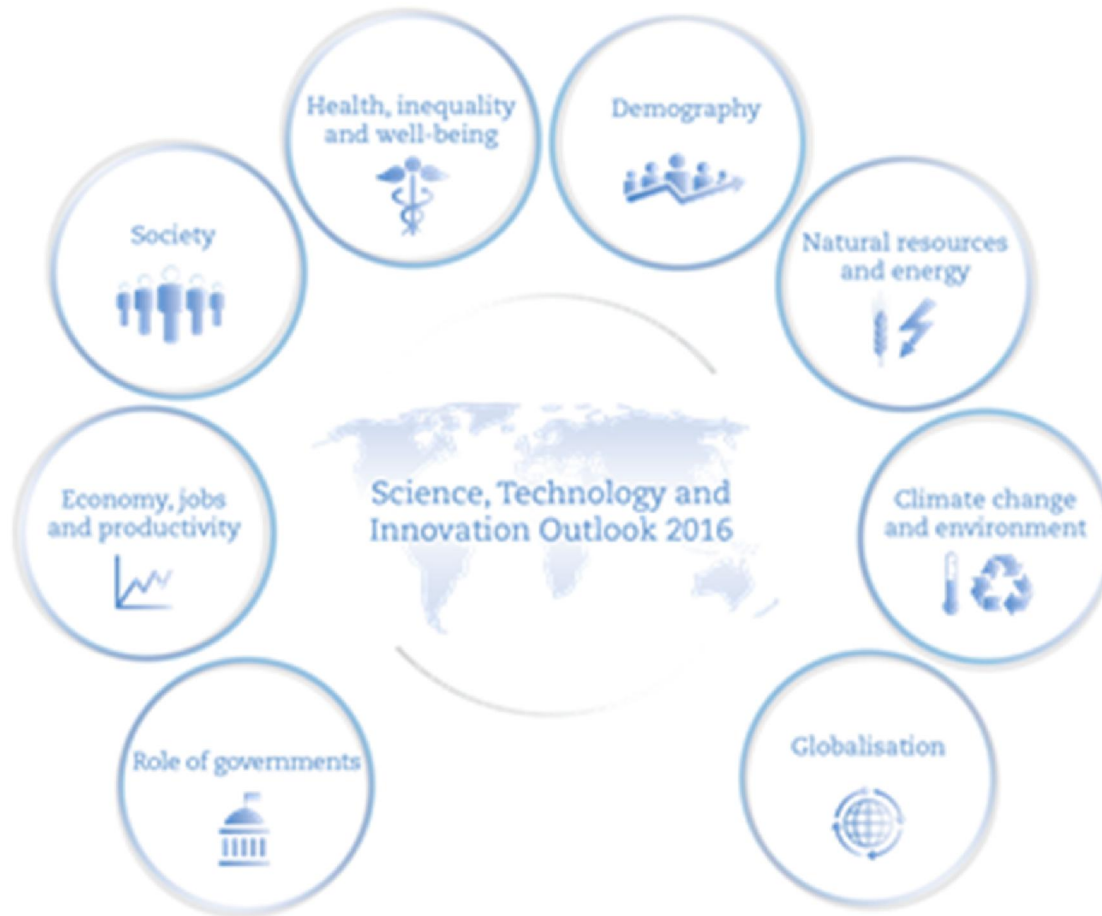 Health, inequality
and well-being
Demography
Society
Natural resources
and energy
Economy, jobs
and productivity
Science, Technology and
Innovation Outlook 2016
Climate change
and environment
Role of governments
Globalisation